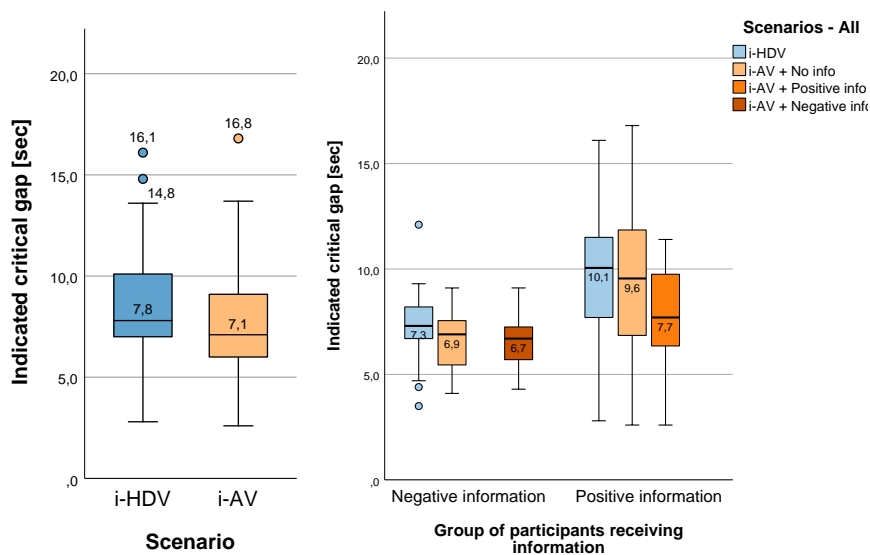 Indicated critical gap [sec]
20,0
15,0
10,0
5,0
,0
16,1
14,8
7,8
16,8
7,1
i-HDV
i-AV
Scenario
Indicated critical gap [sec]
20,0
15,0
10,0
5,0
,0
7,3
6,9
6,7
10,1
9,6
7,7
Negative information
Positive information
Group of participants receiving
information
Scenarios - All
i-HDV
i-AV + No info
i-AV + Positive info
i-AV + Negative info